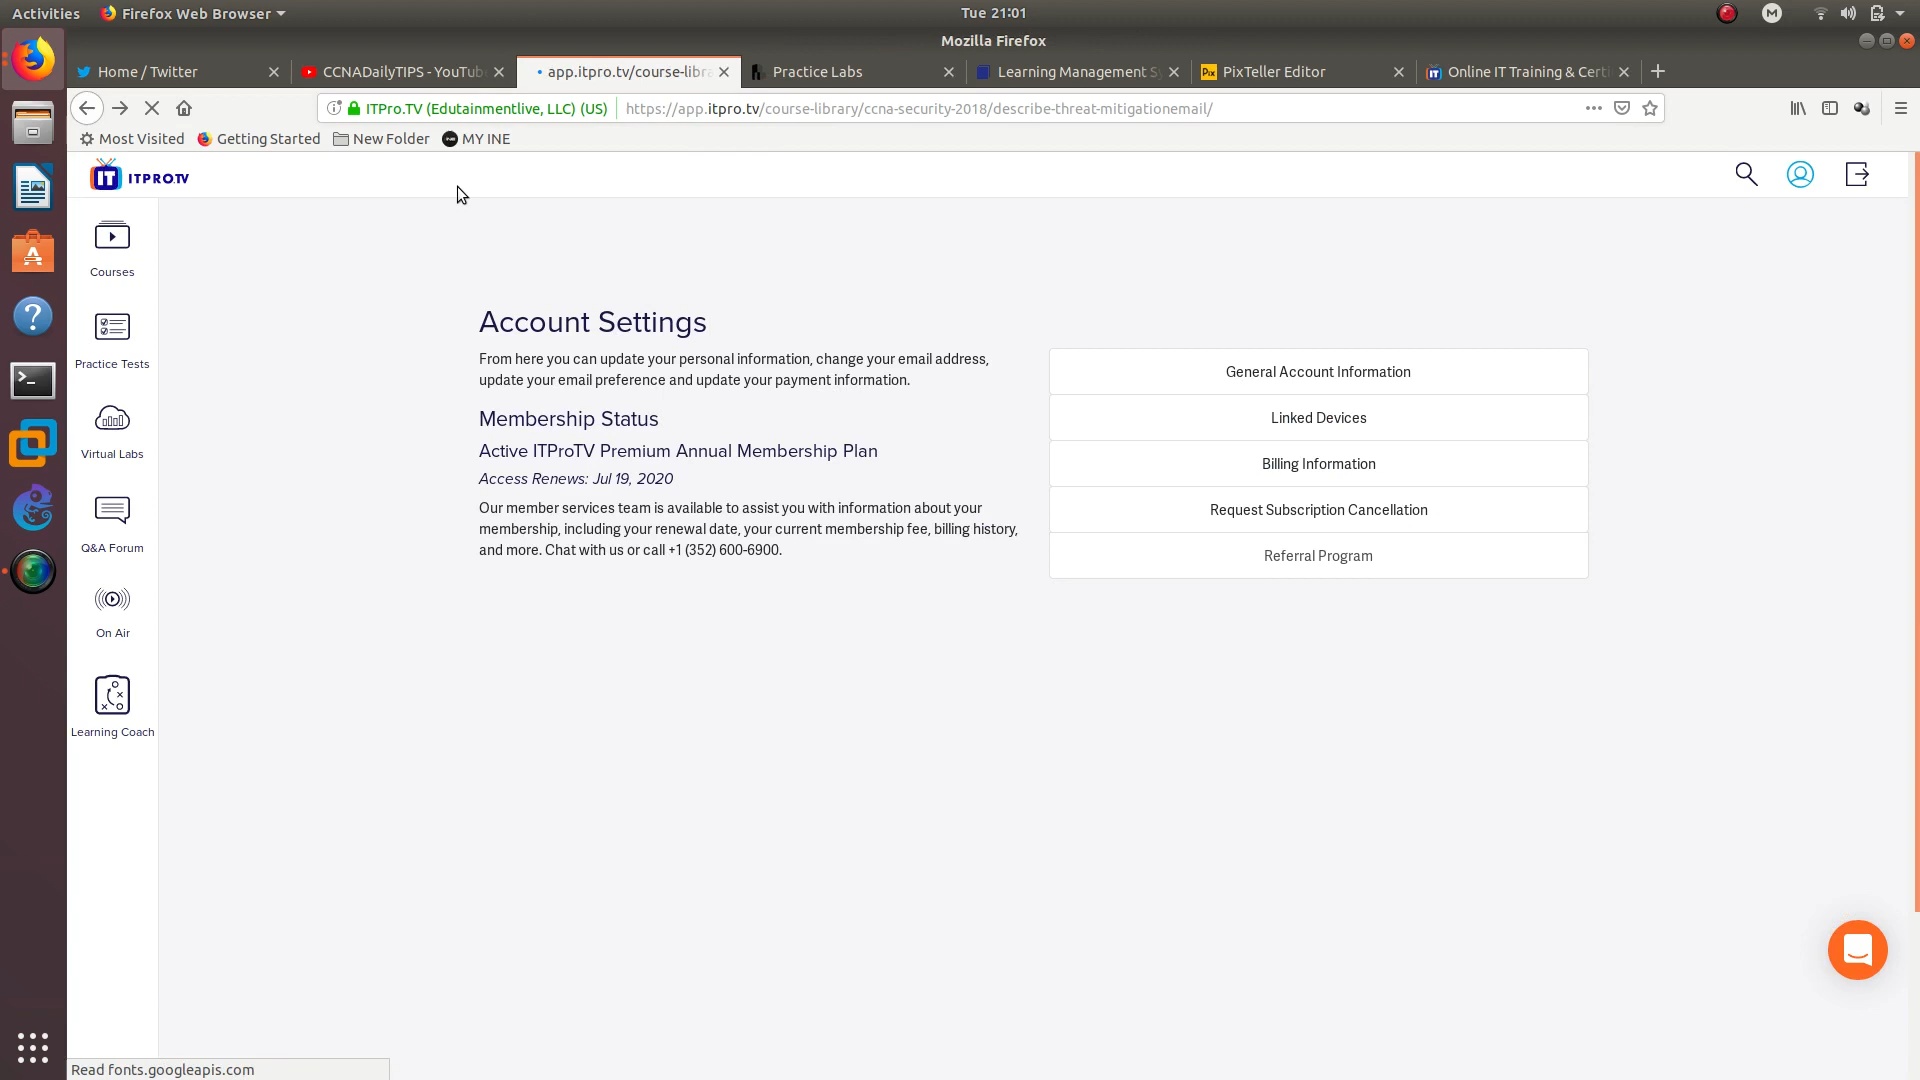 Activities
Firefox Web Browser
Tue 21:01
M
Mozilla Firefox
Home / Twitter
CCNADailyTIPS - YouTub
app.itpro.tv/course-libr
Practice Labs
Learning Management S
Pix
PixTeller Editor
Online IT Training & Cert
ITPro.TV (Edutainmentlive, LLC) (US)
https://app.itpro.tv/course-library/ccna-security-2018/describe-threat-mitigationemail/
Most Visited
Getting Started
New Folder
MY INE
IT ITPROTV
Courses
Practice Tests
Virtual Labs
Q&A Forum
On Air
Learning Coach
Account Settings
From here you can update your personal information, change your email address,
update your email preference and update your payment information.
Membership Status
Active ITProTV Premium Annual Membership Plan
Access Renews: Jul 19, 2020
Our member services team is available to assist you with information about your
membership, including your renewal date, your current membership fee, billing history,
and more. Chat with us or call +1 (352) 600-6900.
General Account Information
Linked Devices
Billing Information
Request Subscription Cancellation
Referral Program
Read fonts.googleapis.com